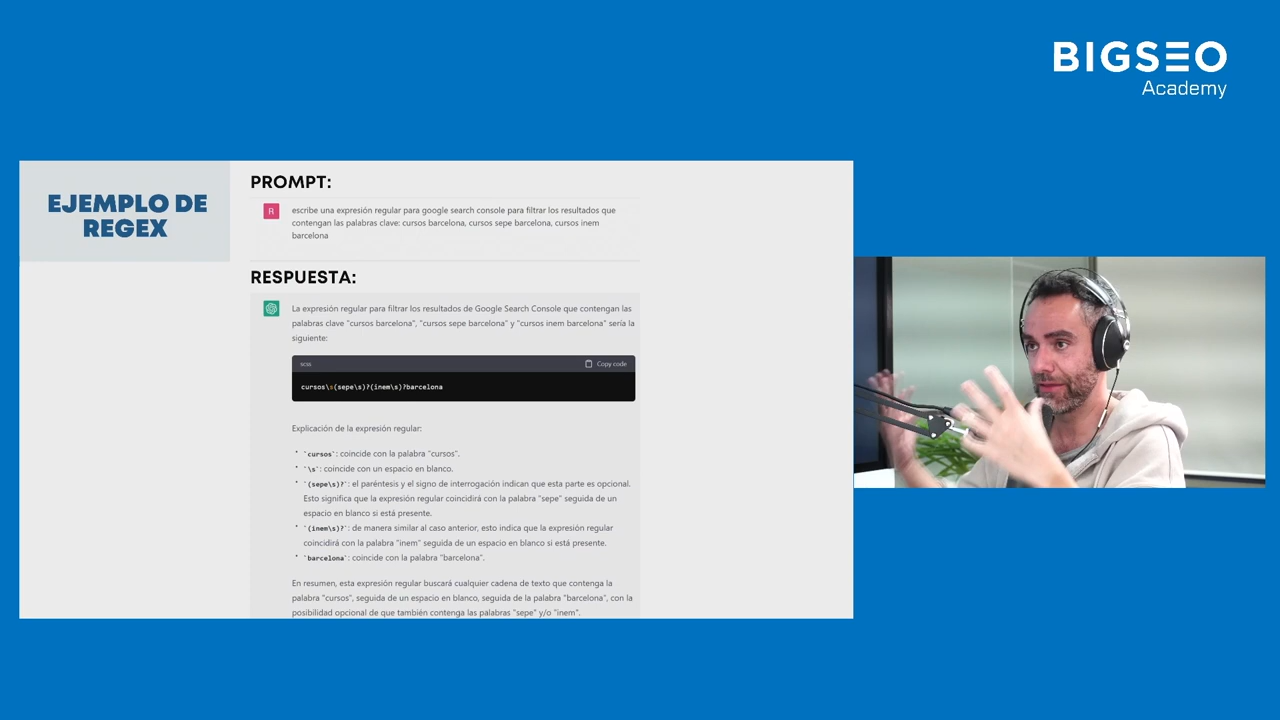 BIGSEO
Academy
EJEMPLO DE
REGEX
PROMPT:
R
escribe una expresión regular para google search console para filtrar los resultados que
contengan las palabras clave: cursos barcelona, cursos sepe barcelona, cursos inem
barcelona
RESPUESTA:
La expresión regular para filtrar los resultados de Google Search Console que contengan las
palabras clave "cursos barcelona", "cursos sepe barcelona" y "cursos inem barcelona" sería la
siguiente:
scss Copy code
cursos\s(sepe\s)?(inem\s)?barcelona
Explicación de la expresión regular:
• `cursos`: coincide con la palabra "cursos".
• `\s`: coincide con un espacio en blanco.
• `(sepe\s)?`: el paréntesis y el signo de interrogación indican que esta parte es opcional.
Esto significa que la expresión regular coincidirá con la palabra "sepe" seguida de un
espacio en blanco si está presente.
• `(inem\s)?`: de manera similar al caso anterior, esto indica que la expresión regular
coincidirá con la palabra "inem" seguida de un espacio en blanco si está presente.
• `barcelona`: coincide con la palabra "barcelona".
En resumen, esta expresión regular buscará cualquier cadena de texto que contenga la
palabra "cursos", seguida de un espacio en blanco, seguida de la palabra "barcelona", con la
posibilidad opcional de que también contenga las palabras "sepe" y/o "inem".